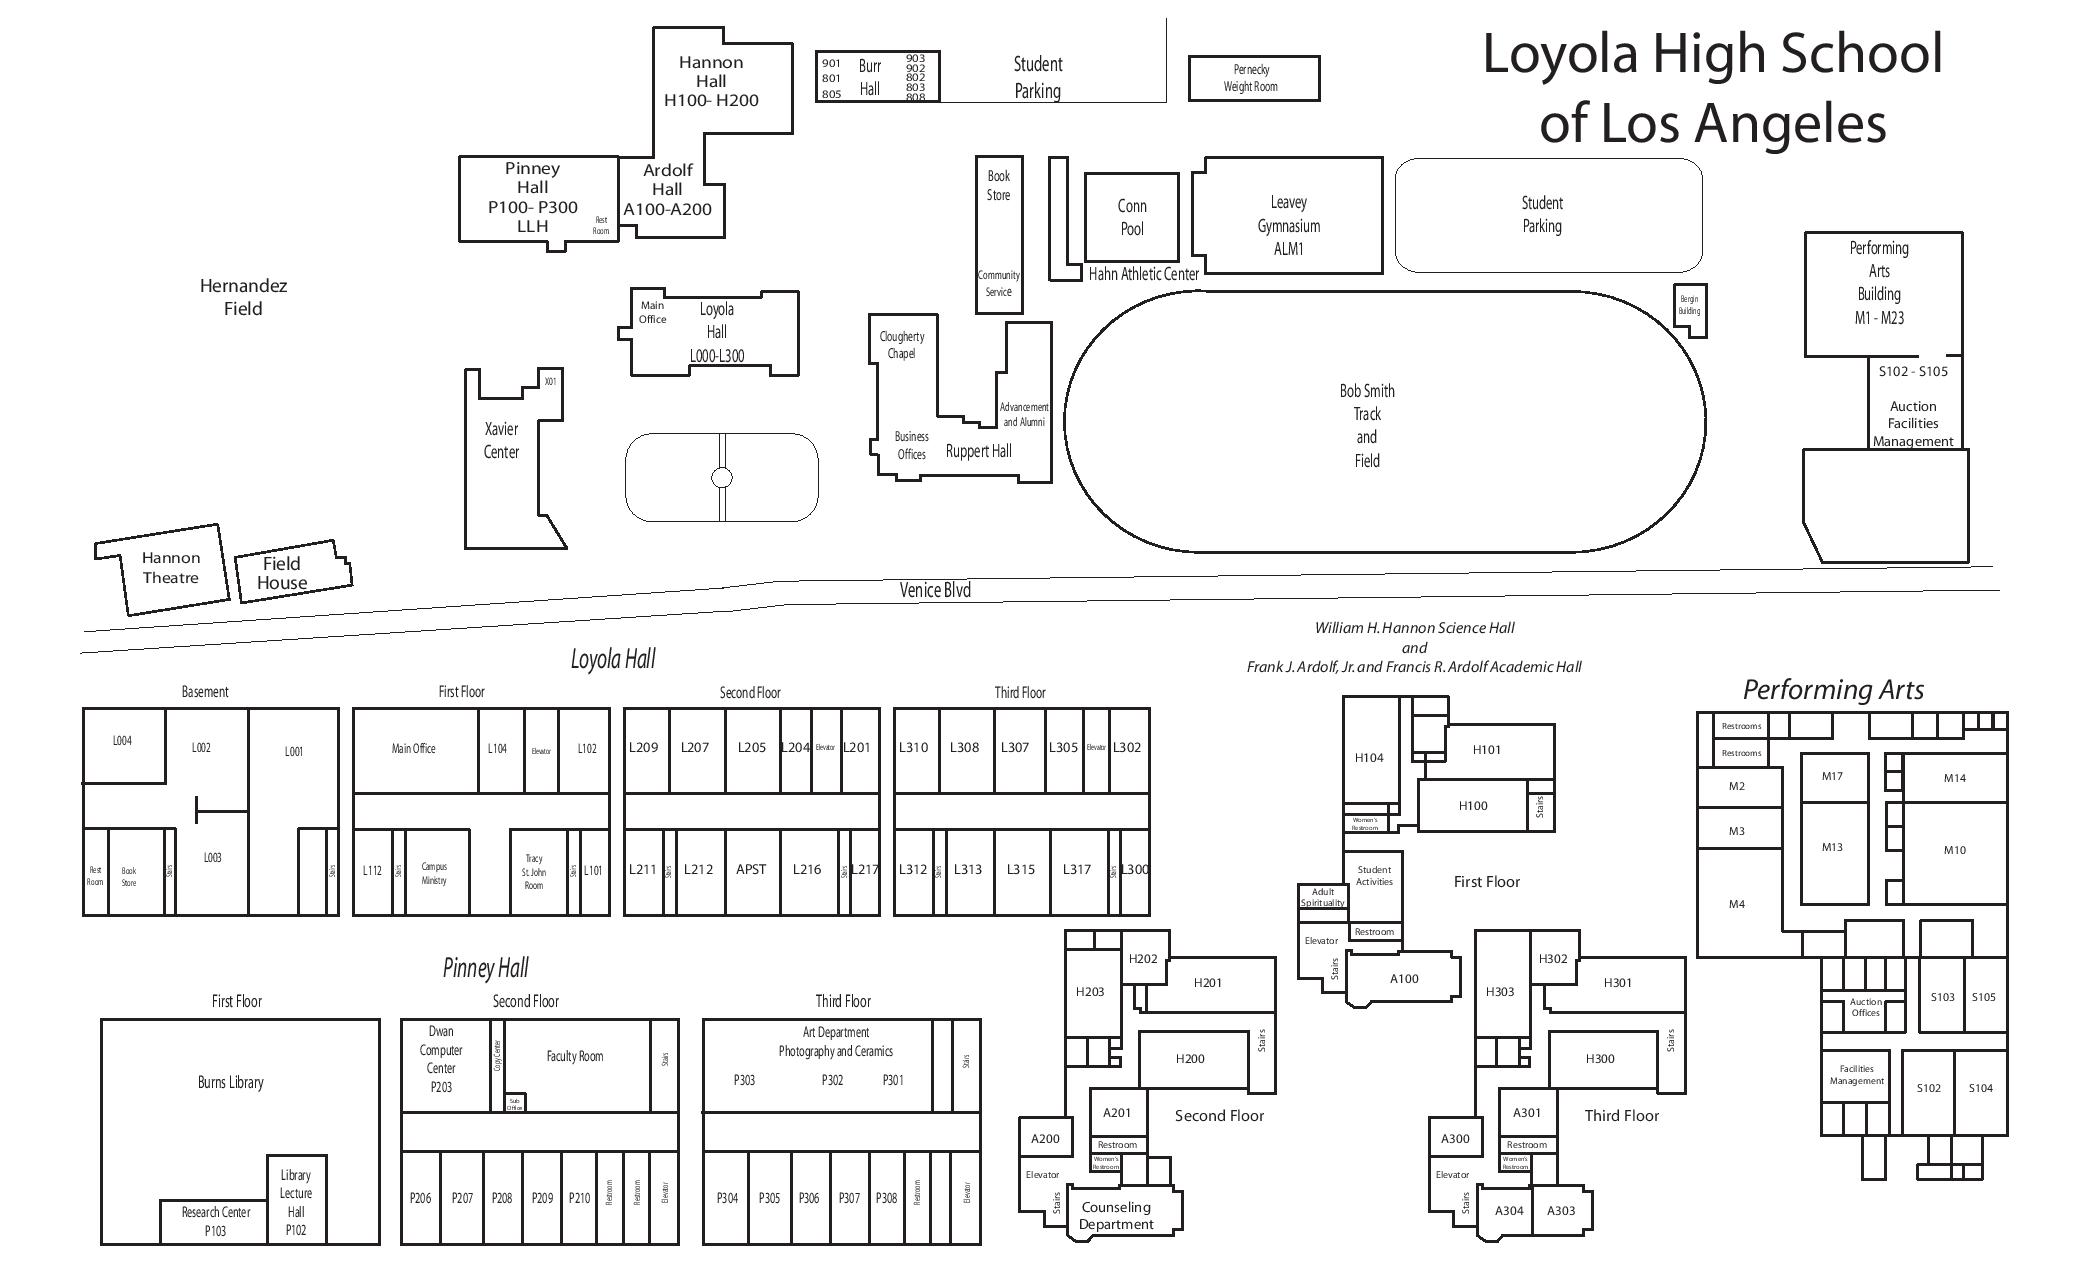 Loyola High School
of Los Angeles
Hannon
Hall
H100- H200
901
801
805
Burr
Hall
903
902
802
803
808
Student
Parking
Pernecky
Weight Room
Pinney
Hall
P100- P300
LLH
Rest
Room
Ardolf
Hall
A100-A200
Book
Store
Community
Service
Conn
Pool
Hahn Athletic Center
Leavey
Gymnasium
ALM1
Student
Parking
Performing
Arts
Building
M1 - M23
S102 - S105
Auction
Facilities
Management
Bergin
Building
Hernandez
Field
Main
Office
Loyola
Hall
L000-L300
Clougherty
Chapel
Advancement
and Alumni
Business
Offices
Ruppert Hall
Bob Smith
Track
and
Field
X01
Xavier
Center
Hannon
Theatre
Field
House
Venice Blvd
Loyola Hall
Basement
L004
L002
L001
L003
Rest
Room
Book
Store
Stairs
Stairs
First Floor
Main Office
L104
Elevator
L102
L112
Stairs
Campus
Ministry
Tracy
St. John
Room
Stairs
L101
Second Floor
L209
L207
L205
L204
Elevator
L201
L211
Stairs
L212
APST
L216
Stairs
L217
Third Floor
L310
L308
L307
L305
Elevator
L302
L312
Stairs
L313
L315
L317
Stairs
L300
Pinney Hall
First Floor
Burns Library
Library
Lecture
Hall
P102
Research Center
P103
Second Floor
Dwan
Computer
Center
P203
Copy Center
Faculty Room
Sub
Office
Stairs
P206
P207
P208
P209
P210
Restroom
Restroom
Elevator
Third Floor
Art Department
Photography and Ceramics
P303
P302
P301
Stairs
P304
P305
P306
P307
P308
Restroom
Elevator
William H. Hannon Science Hall
and
Frank J. Ardolf, Jr. and Francis R. Ardolf Academic Hall
H104
H101
H100
Stairs
Women's
Restroom
Student
Activities
Adult
Spirituality
Restroom
Elevator
Stairs
A100
First Floor
H202
H203
H201
H200
Stairs
A201
A200
Restroom
Women's
Restroom
Elevator
Stairs
Counseling
Department
Second Floor
H302
H303
H301
H300
Stairs
A301
A300
Restroom
Women's
Restroom
Elevator
Stairs
A304
A303
Third Floor
Performing Arts
Restrooms
Restrooms
M2
M3
M4
M17
M13
M14
M10
Auction
Offices
S103
S105
Facilities
Management
S102
S104